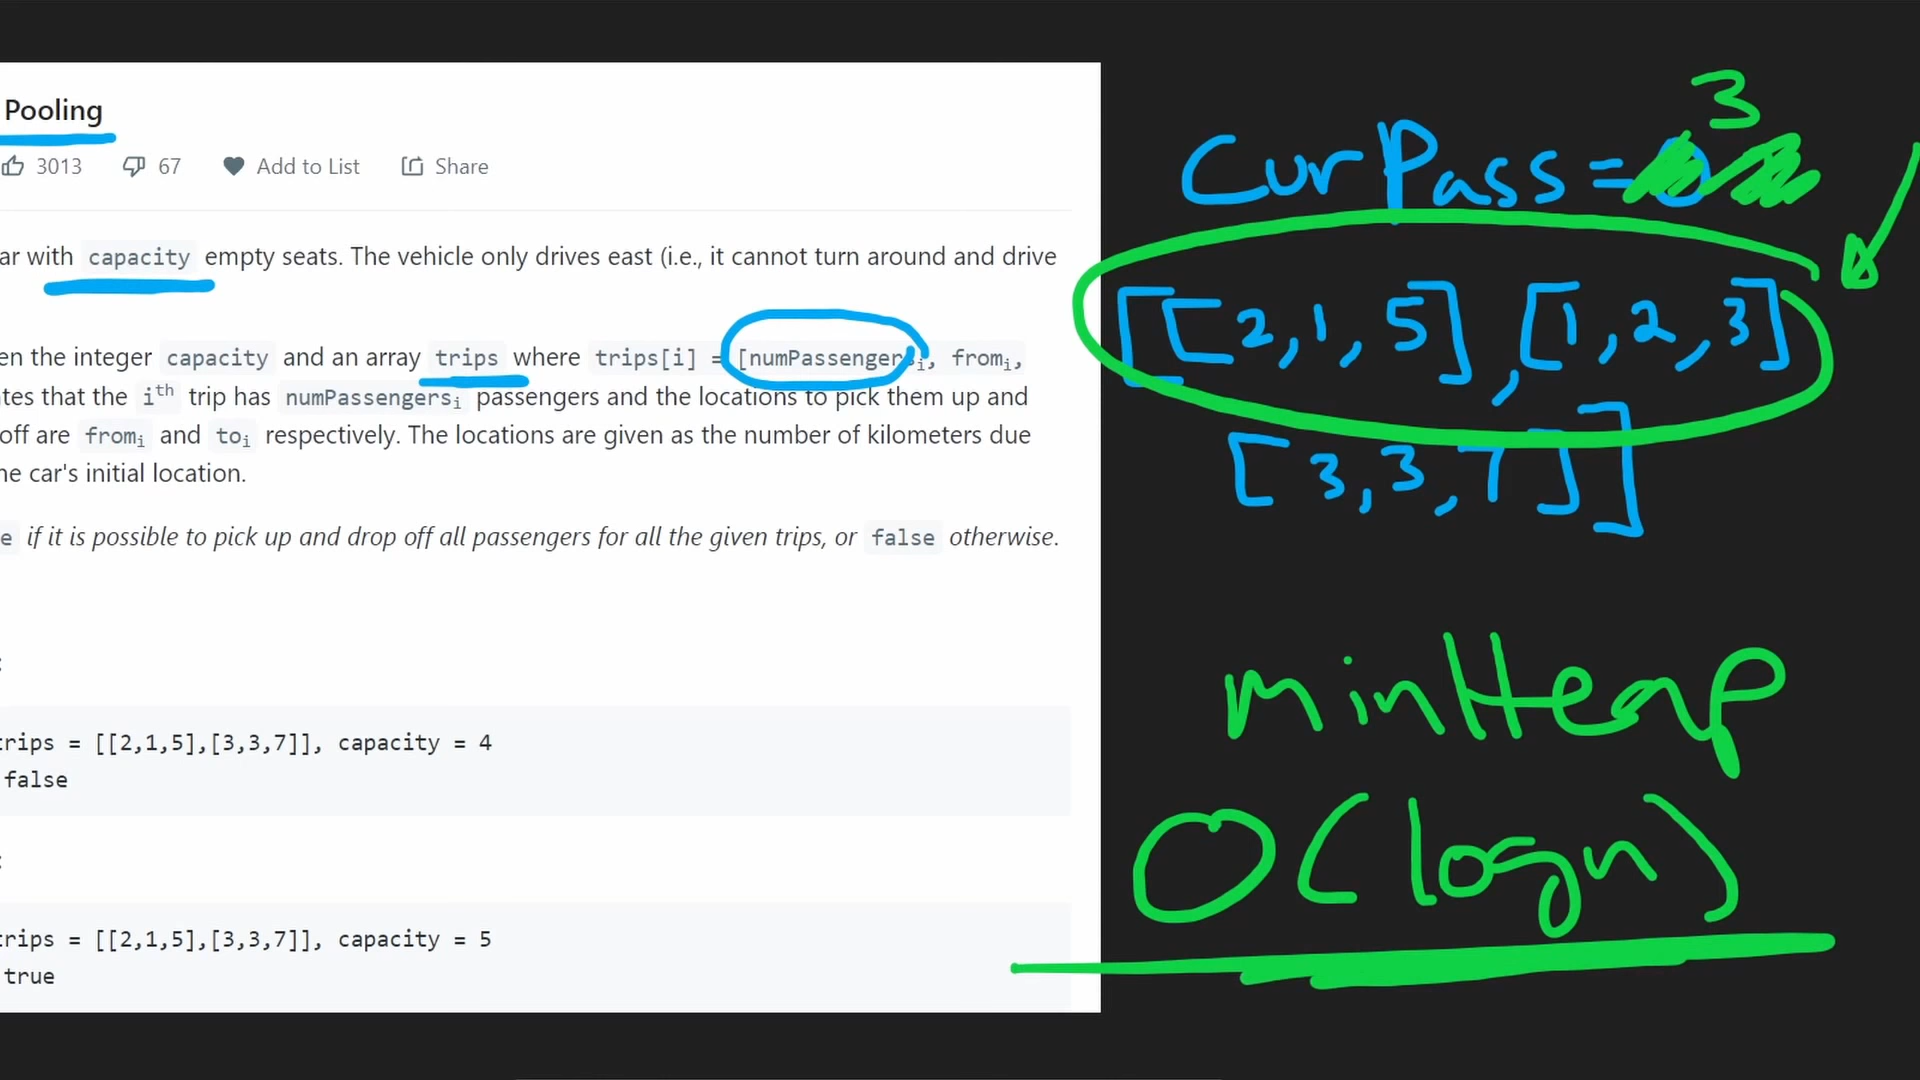 Pooling
3013 67 Add to List Share
ar with capacity empty seats. The vehicle only drives east (i.e., it cannot turn around and drive
en the integer capacity and an array trips where trips[i] = [numPassengersi, fromi,
tes that the ith trip has numPassengersi passengers and the locations to pick them up and
off are fromi and toi respectively. The locations are given as the number of kilometers due
he car's initial location.
e if it is possible to pick up and drop off all passengers for all the given trips, or false otherwise.
:
trips = [[2,1,5],[3,3,7]], capacity = 4
false
:
trips = [[2,1,5],[3,3,7]], capacity = 5
true
3
CurPass =
[[2,1,5],[1,2,3]
[3,3,7]]
minHeap
O(logn)